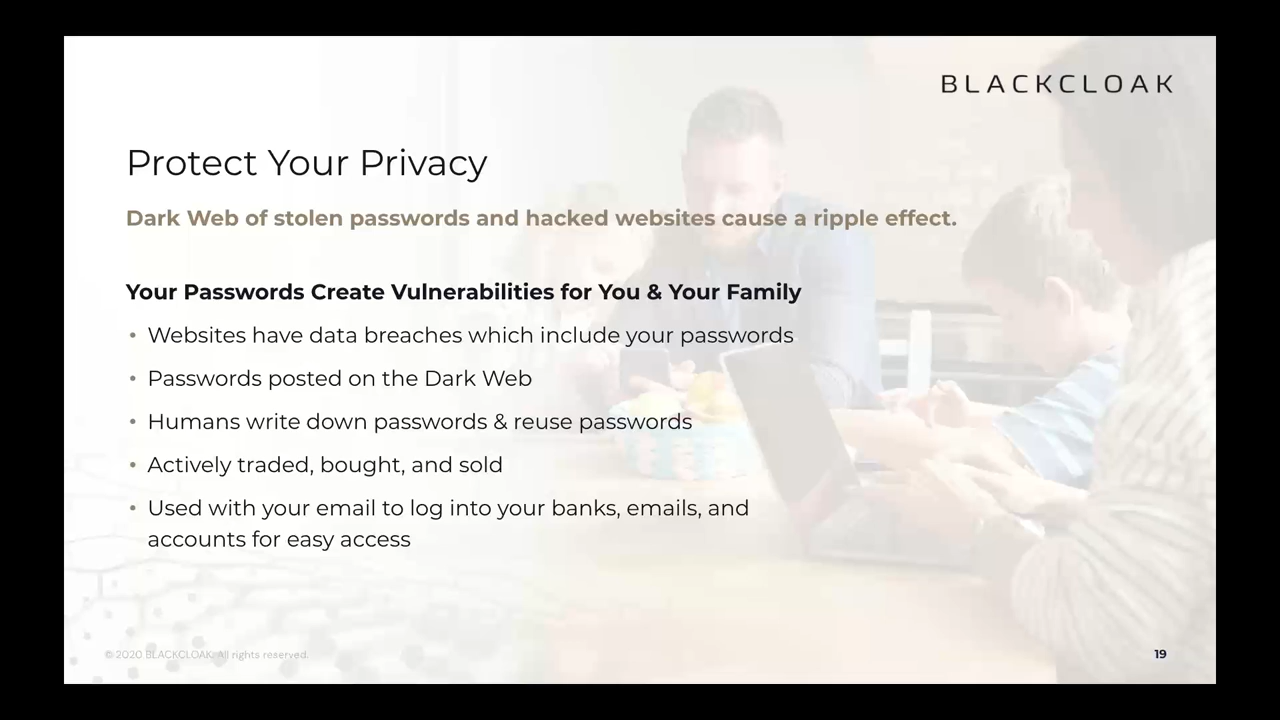 BLACKCLOAK
Protect Your Privacy
Dark Web of stolen passwords and hacked websites cause a ripple effect.
Your Passwords Create Vulnerabilities for You & Your Family
• Websites have data breaches which include your passwords
• Passwords posted on the Dark Web
• Humans write down passwords & reuse passwords
• Actively traded, bought, and sold
• Used with your email to log into your banks, emails, and
accounts for easy access
© 2020 BLACKCLOAK. All rights reserved.
19